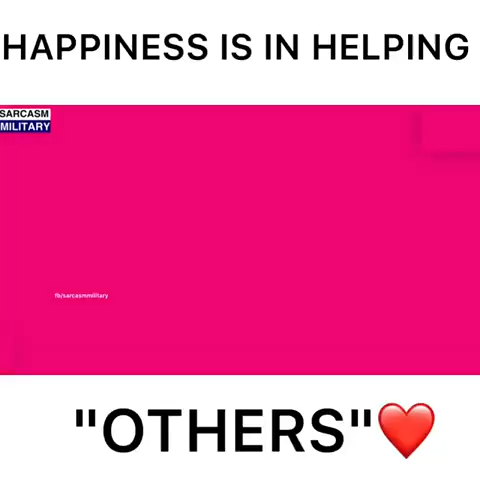 HAPPINESS IS IN HELPING
SARCASM
MILITARY
fb/sarcasmmilitary
"OTHERS"❤️